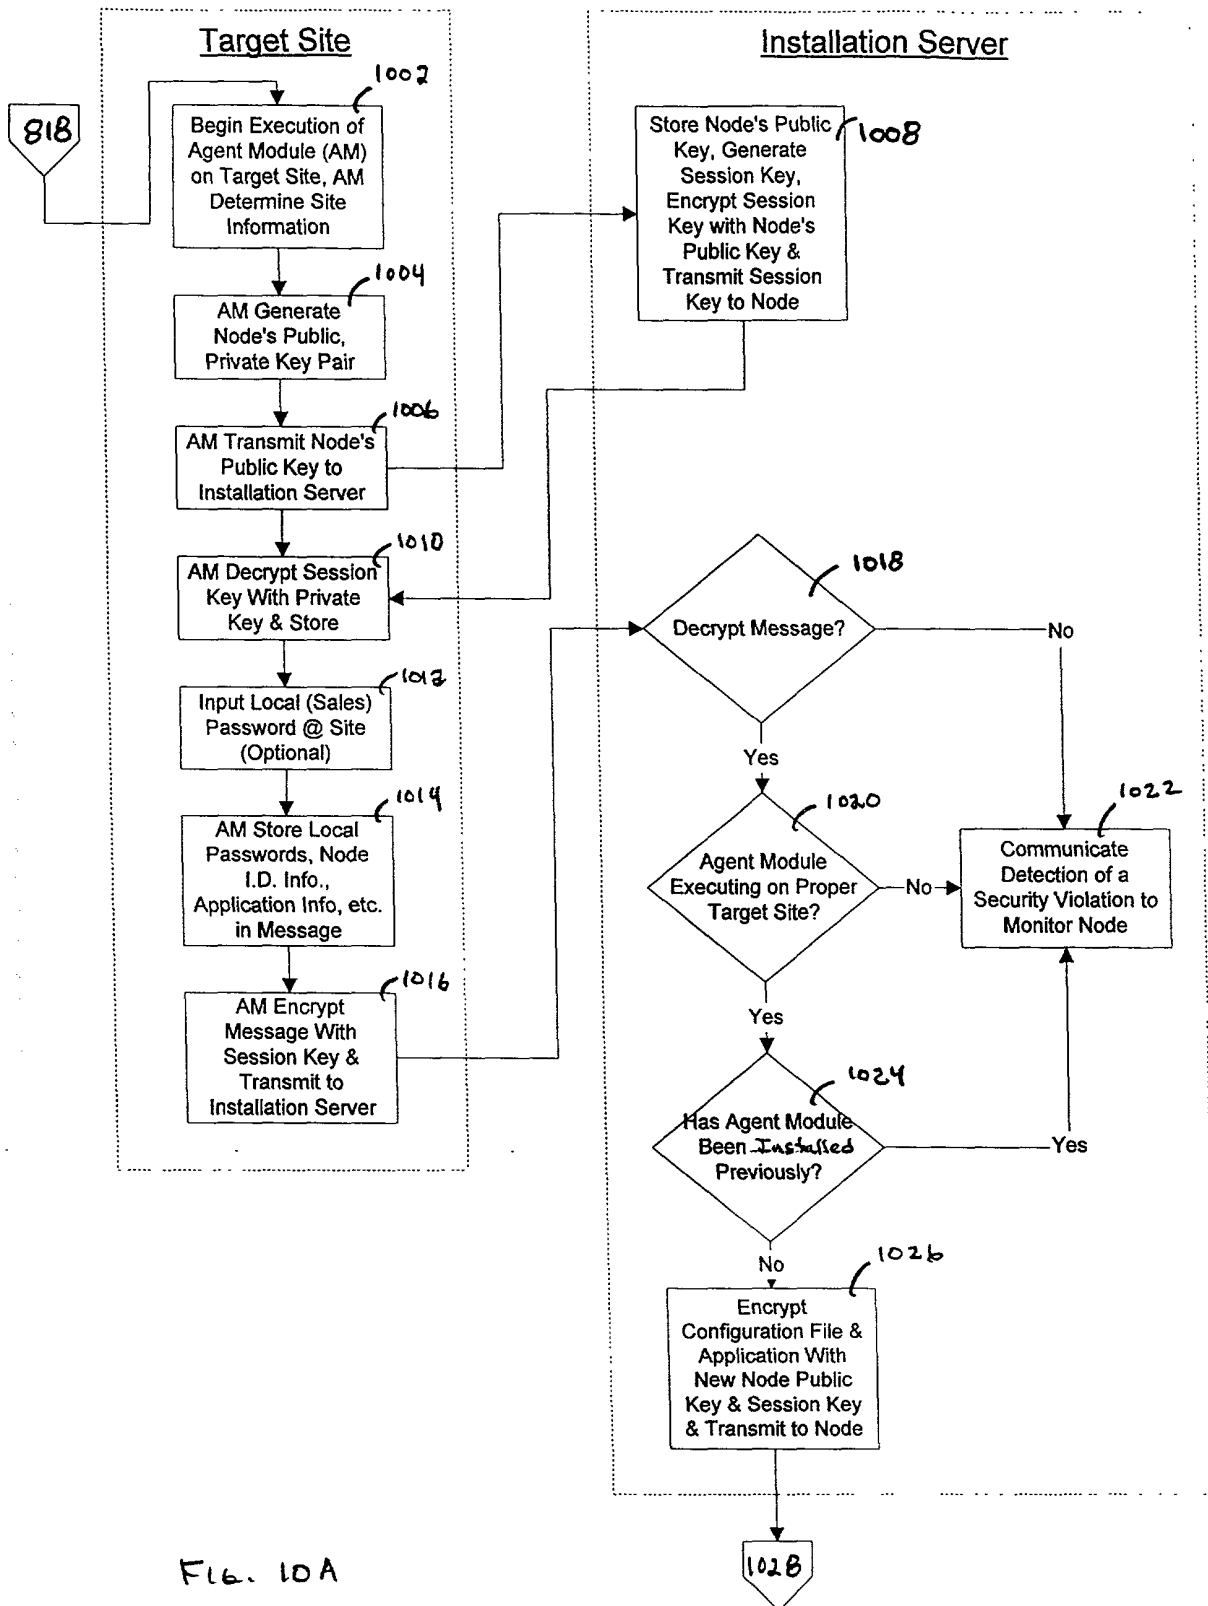 Target Site
818
1002
Begin Execution of
Agent Module (AM)
on Target Site, AM
Determine Site
Information
1004
AM Generate
Node's Public,
Private Key Pair
1006
AM Transmit Node's
Public Key to
Installation Server
1010
AM Decrypt Session
Key With Private
Key & Store
1012
Input Local (Sales)
Password @ Site
(Optional)
1014
AM Store Local
Passwords, Node
I.D. Info.,
Application Info, etc.
in Message
1016
AM Encrypt
Message With
Session Key &
Transmit to
Installation Server
Installation Server
1008
Store Node's Public
Key, Generate
Session Key,
Encrypt Session
Key with Node's
Public Key &
Transmit Session
Key to Node
1018
Decrypt Message?
No
Yes
1020
Agent Module
Executing on Proper
Target Site?
No
1022
Communicate
Detection of a
Security Violation to
Monitor Node
Yes
1024
Has Agent Module
Been Installed
Previously?
Yes
No
1026
Encrypt
Configuration File &
Application With
New Node Public
Key & Session Key
& Transmit to Node
1028
FIG. 10A